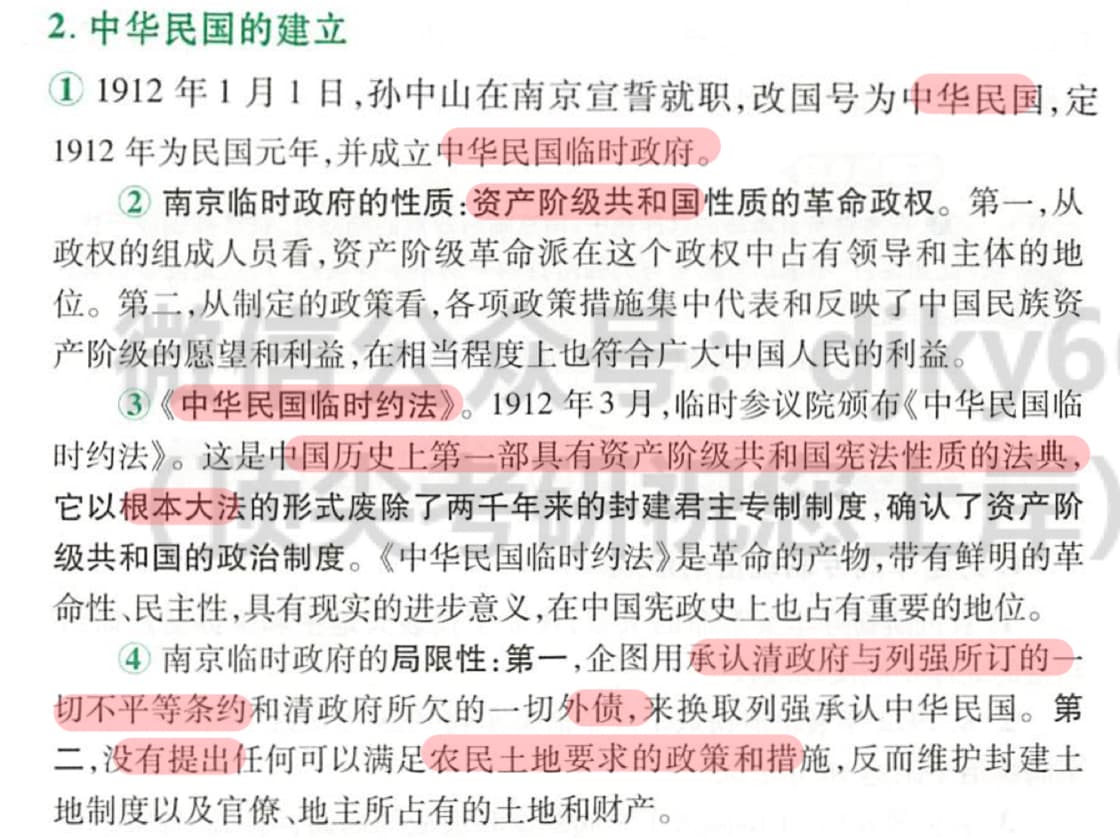 2. 中华民国的建立
① 1912 年 1 月 1 日,孙中山在南京宣誓就职,改国号为中华民国,定
1912 年为民国元年,并成立中华民国临时政府。
② 南京临时政府的性质:资产阶级共和国性质的革命政权。第一,从
政权的组成人员看,资产阶级革命派在这个政权中占有领导和主体的地
位。第二,从制定的政策看,各项政策措施集中代表和反映了中国民族资
产阶级的愿望和利益,在相当程度上也符合广大中国人民的利益。
微信公众号: djky66
③《中华民国临时约法》。1912 年 3 月,临时参议院颁布《中华民国临
时约法》。这是中国历史上第一部具有资产阶级共和国宪法性质的法典,
它以根本大法的形式废除了两千年来的封建君主专制制度,确认了资产阶
(顶尖考研祝您上岸)
级共和国的政治制度。《中华民国临时约法》是革命的产物,带有鲜明的革
命性、民主性,具有现实的进步意义,在中国宪政史上也占有重要的地位。
④ 南京临时政府的局限性:第一,企图用承认清政府与列强所订的一
切不平等条约和清政府所欠的一切外债,来换取列强承认中华民国。第
二,没有提出任何可以满足农民土地要求的政策和措施,反而维护封建土
地制度以及官僚、地主所占有的土地和财产。